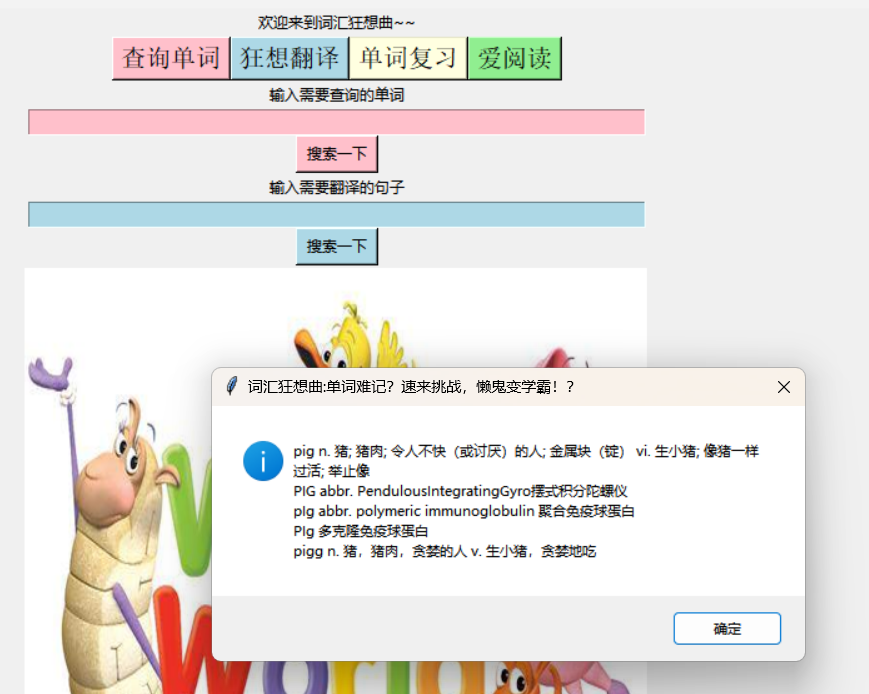 欢迎来到词汇狂想曲~~
查询单词 狂想翻译 单词复习 爱阅读
输入需要查询的单词
搜索一下
输入需要翻译的句子
搜索一下
词汇狂想曲:单词难记？速来挑战，懒鬼变学霸！？
pig n. 猪; 猪肉; 令人不快（或讨厌）的人; 金属块（锭） vi. 生小猪; 像猪一样
过活; 举止像
PIG abbr. PendulousIntegratingGyro摆式积分陀螺仪
pIg abbr. polymeric immunoglobulin 聚合免疫球蛋白
PIg 多克隆免疫球蛋白
pigg n. 猪，猪肉，贪婪的人 v. 生小猪，贪婪地吃
确定
World